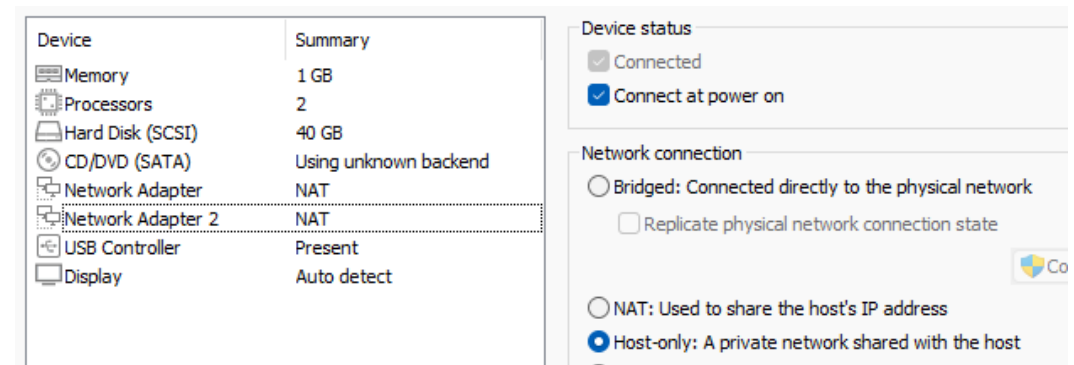 Device Summary
Memory 1 GB
Processors 2
Hard Disk (SCSI) 40 GB
CD/DVD (SATA) Using unknown backend
Network Adapter NAT
Network Adapter 2 NAT
USB Controller Present
Display Auto detect
Device status
Connected
Connect at power on
Network connection
Bridged: Connected directly to the physical network
Replicate physical network connection state
Co
NAT: Used to share the host's IP address
Host-only: A private network shared with the host